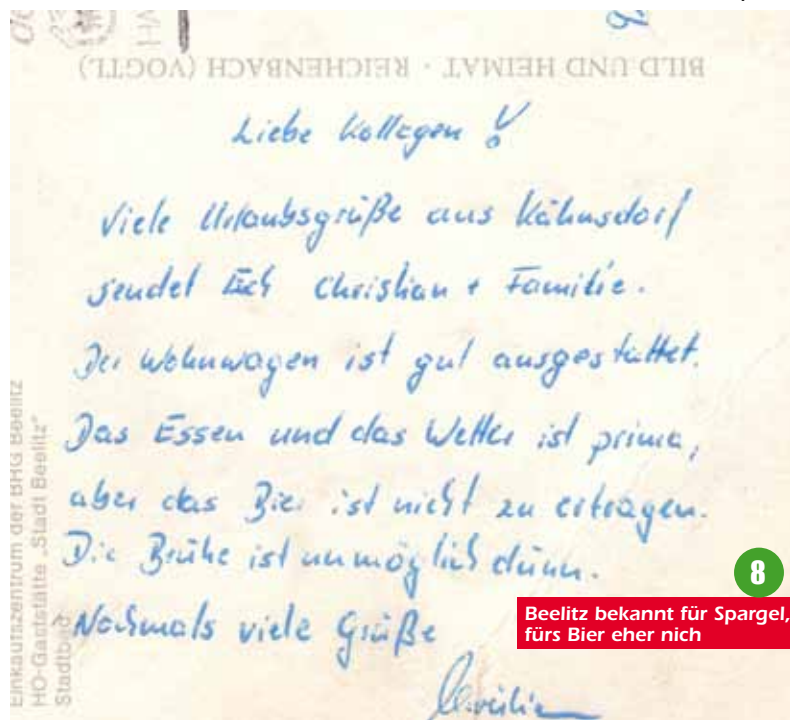 BILD UND HEIMAT · REICHENBACH (VOGTL)
Liebe Kollegen!
Viele Urlaubsgrüße aus Kähnsdorf
sendet Euch Christian + Familie.
Der Wohnwagen ist gut ausgestattet.
Das Essen und das Wetter ist prima,
aber das Bier ist nicht zu ertragen.
Die Brühe ist unmöglich dünn.
Nochmals viele Grüße
Christian
Einkaufszentrum der BHG Beelitz
HO-Gaststätte „Stadt Beelitz"
Stadtbad
8
Beelitz bekannt für Spargel,
fürs Bier eher nich